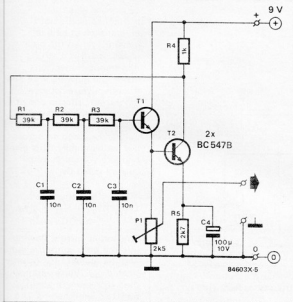 + 9 V
R4
1k
R1
39k
R2
39k
R3
39k
T1
T2
2x
BC547B
C1
10n
C2
10n
C3
10n
P1
2k5
R5
2k7
C4
100µ
10V
0
84603X-5